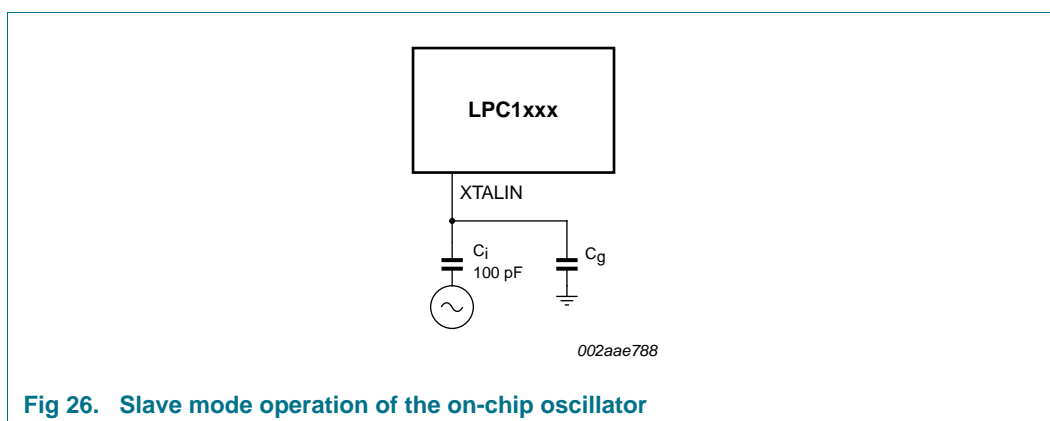 LPC1xxx
XTALIN
Ci
100 pF
Cg
002aae788
Fig 26. Slave mode operation of the on-chip oscillator